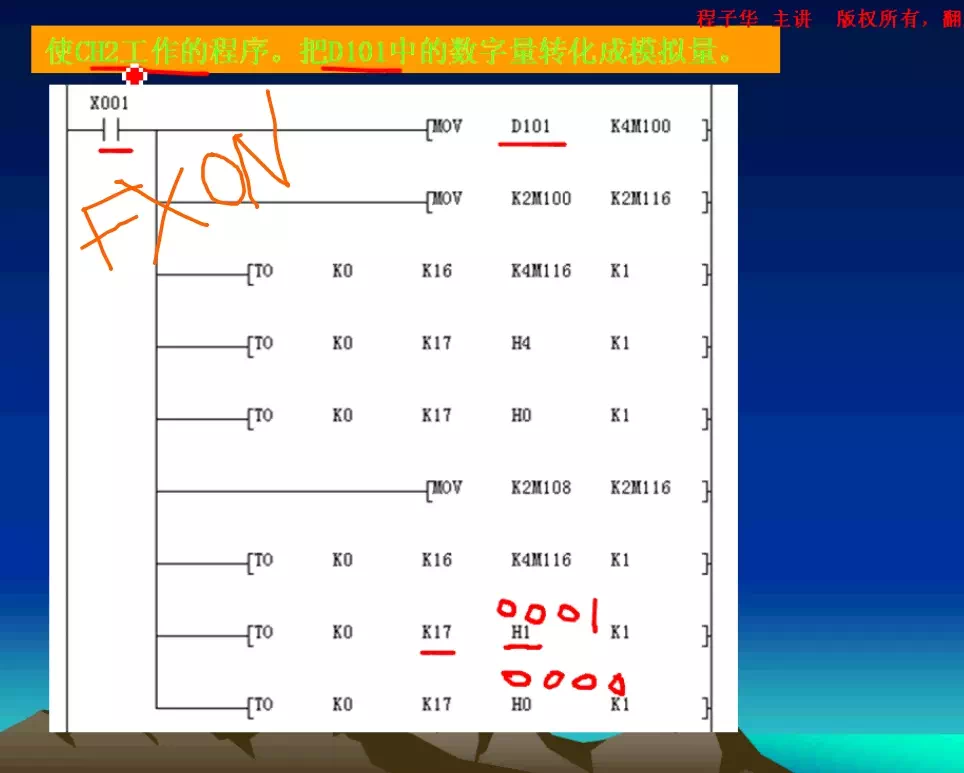 程子华 主讲 版权所有，翻
使CH2工作的程序。把D101中的数字量转化成模拟量。
X001
[MOV D101 K4M100 ]
FXON
[MOV K2M100 K2M116 ]
[TO K0 K16 K4M116 K1 ]
[TO K0 K17 H4 K1 ]
[TO K0 K17 H0 K1 ]
[MOV K2M108 K2M116 ]
[TO K0 K16 K4M116 K1 ]
0001
[TO K0 K17 H1 K1 ]
0000
[TO K0 K17 H0 K1 ]